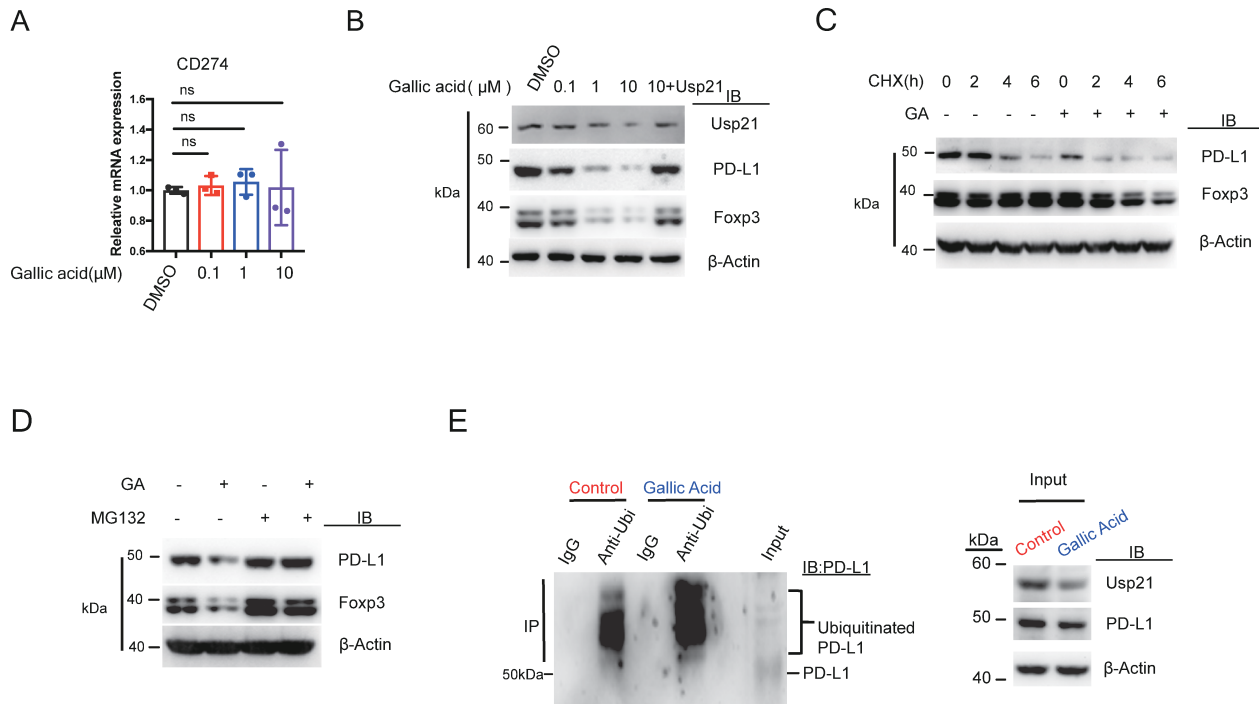 A
CD274
ns
ns
ns
Releative mRNA expression
1.6
1.4
1.2
1.0
0.8
0.6
Gallic acid(µM)
DMSO
0.1
1
10
B
Gallic acid( µM)
DMSO
0.1
1
10
10+Usp21
IB
kDa
60
50
40
40
Usp21
PD-L1
Foxp3
β-Actin
C
CHX(h) 0 2 4 6 0 2 4 6
GA - - - - + + + +
IB
kDa
50
40
40
PD-L1
Foxp3
β-Actin
D
GA - + - +
MG132 - - + +
IB
kDa
50
40
40
PD-L1
Foxp3
β-Actin
E
Control
Gallic Acid
IgG
Anti-Ubi
IgG
Anti-Ubi
Input
IB:PD-L1
IP
50kDa
Ubiquitinated
PD-L1
PD-L1
Input
kDa
Control
Gallic Acid
IB
60
50
40
Usp21
PD-L1
β-Actin